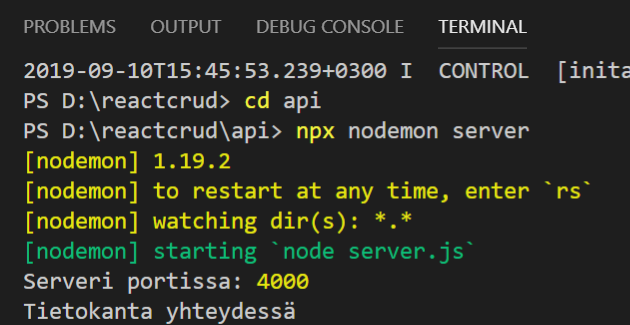 PROBLEMS OUTPUT DEBUG CONSOLE TERMINAL
2019-09-10T15:45:53.239+0300 I CONTROL [inita
PS D:\reactcrud> cd api
PS D:\reactcrud\api> npx nodemon server
[nodemon] 1.19.2
[nodemon] to restart at any time, enter `rs`
[nodemon] watching dir(s): *.*
[nodemon] starting `node server.js`
Serveri portissa: 4000
Tietokanta yhteydessä